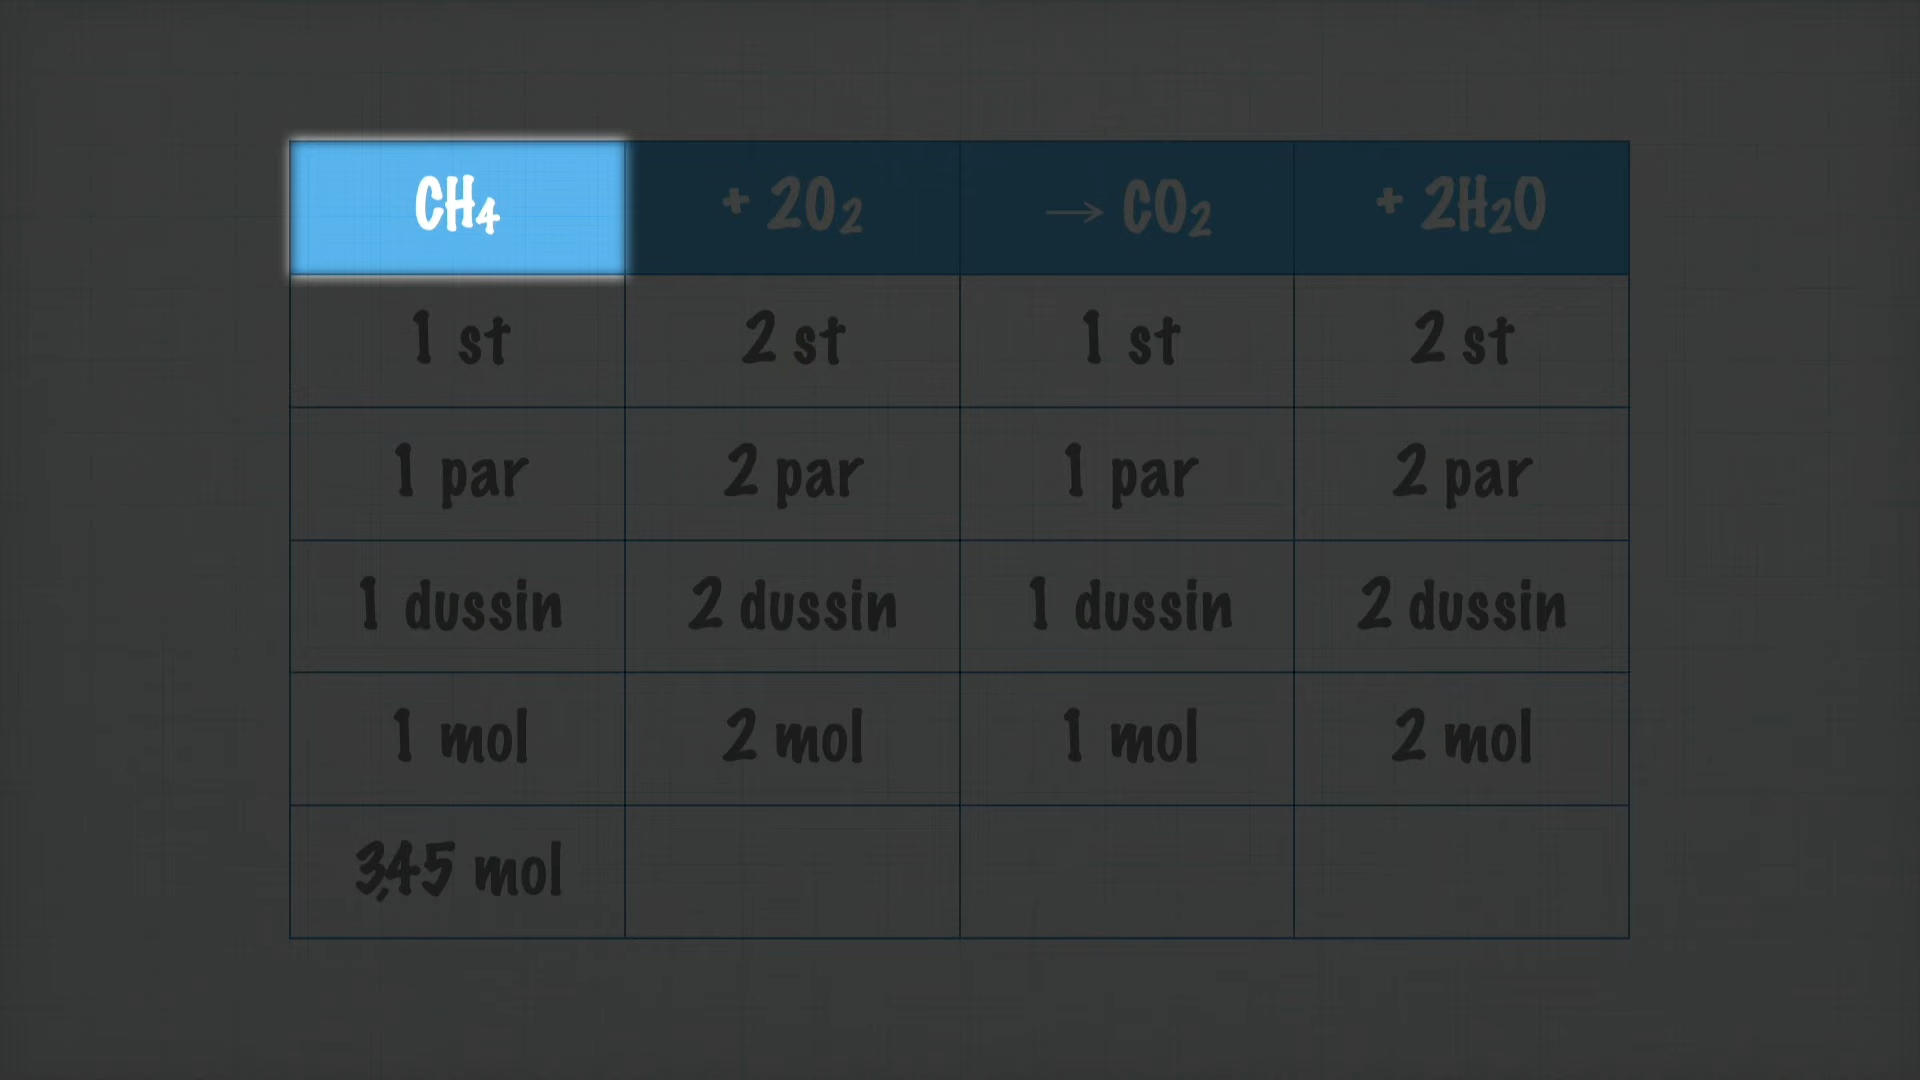 CH₄ + 2O₂ → CO₂ + 2H₂O
1 st 2 st 1 st 2 st
1 par 2 par 1 par 2 par
1 dussin 2 dussin 1 dussin 2 dussin
1 mol 2 mol 1 mol 2 mol
3,45 mol